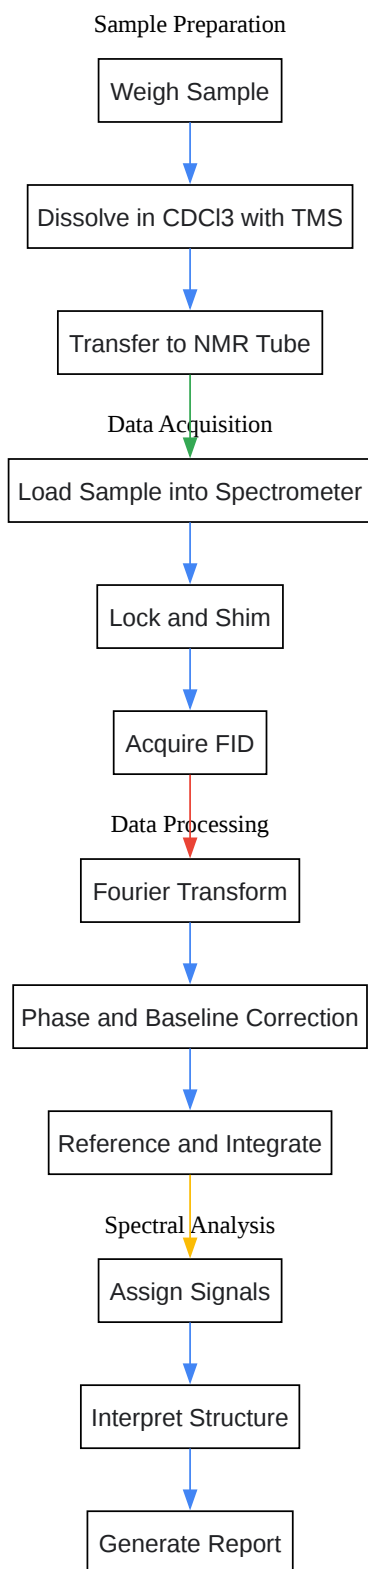 Sample Preparation
Weigh Sample
Dissolve in CDCl3 with TMS
Transfer to NMR Tube
Data Acquisition
Load Sample into Spectrometer
Lock and Shim
Acquire FID
Data Processing
Fourier Transform
Phase and Baseline Correction
Reference and Integrate
Spectral Analysis
Assign Signals
Interpret Structure
Generate Report